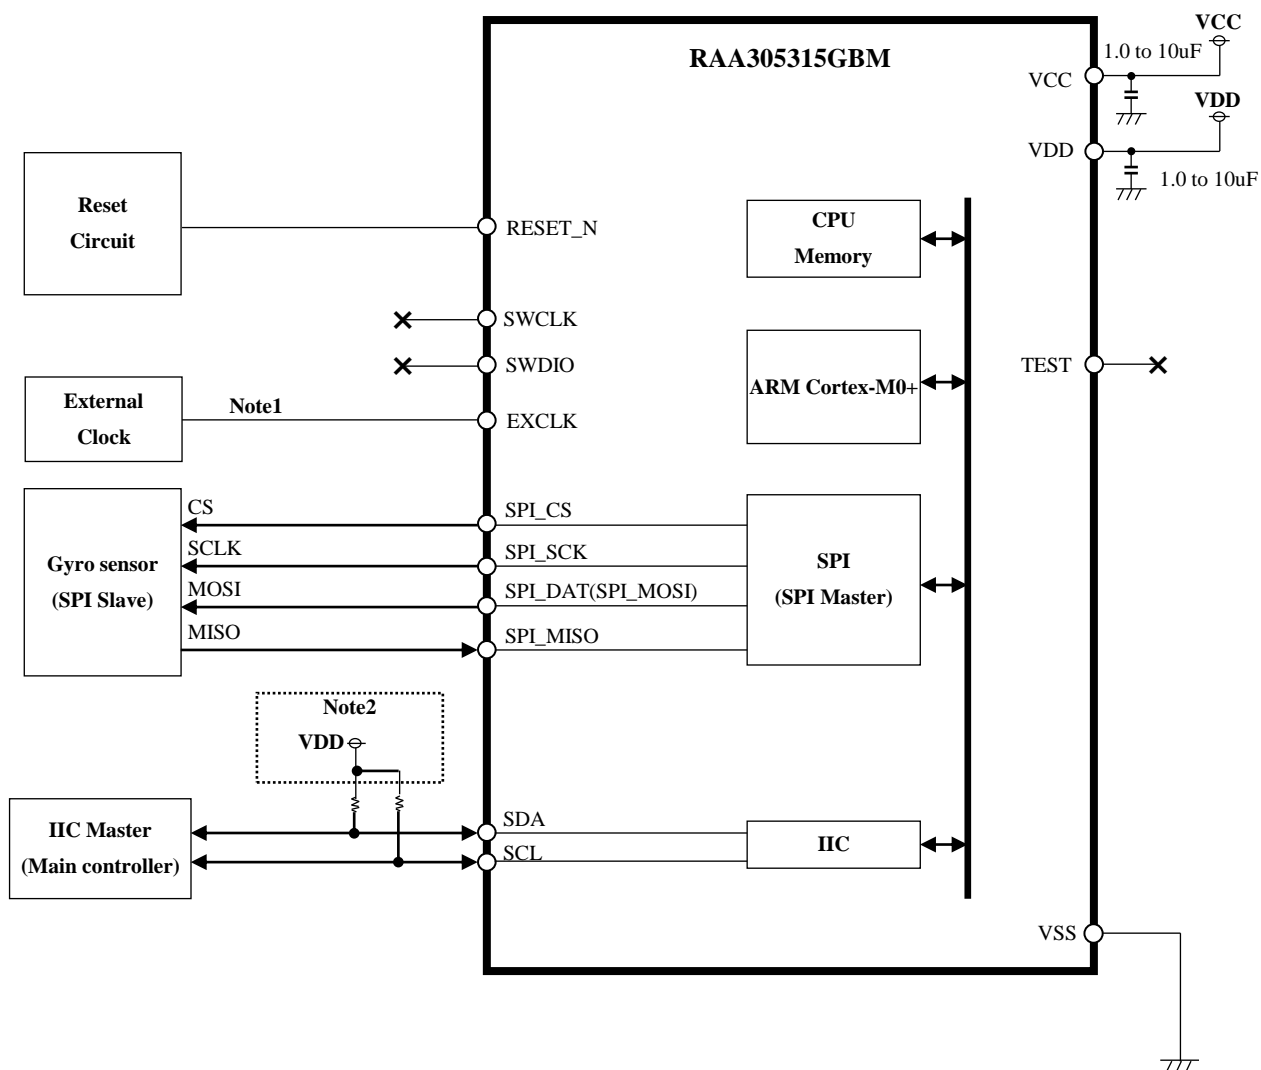 RAA305315GBM
VCC
1.0 to 10uF
VCC
VDD
VDD
1.0 to 10uF
Reset
Circuit
RESET_N
CPU
Memory
SWCLK
SWDIO
TEST
ARM Cortex-M0+
External
Clock
Note1
EXCLK
Gyro sensor
(SPI Slave)
CS
SCLK
MOSI
MISO
SPI_CS
SPI_SCK
SPI_DAT(SPI_MOSI)
SPI_MISO
SPI
(SPI Master)
Note2
VDD
IIC Master
(Main controller)
SDA
SCL
IIC
VSS